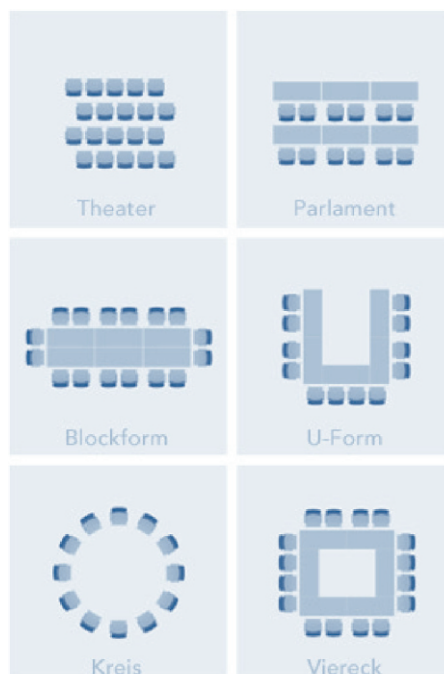 Theater
Parlament
Blockform
U-Form
Kreis
Viereck